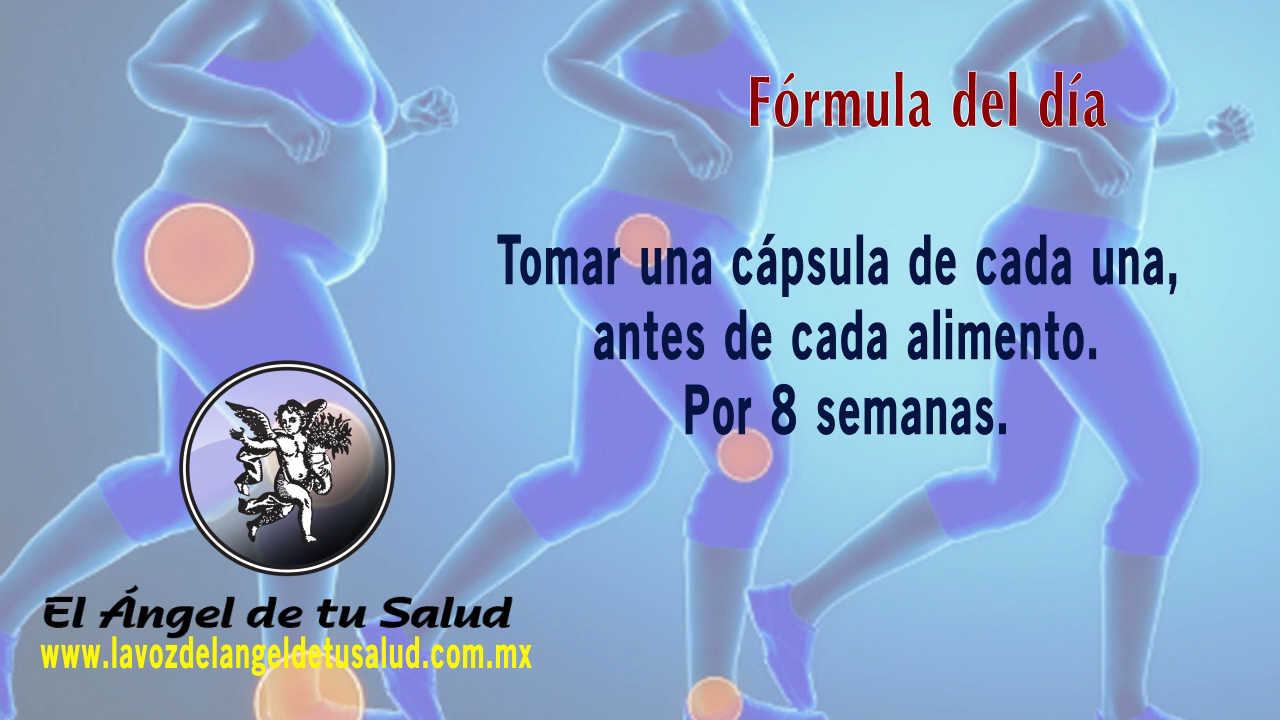 Fórmula del día
Tomar una cápsula de cada una,
antes de cada alimento.
Por 8 semanas.
El Ángel de tu Salud
www.lavozdelangeldetusalud.com.mx